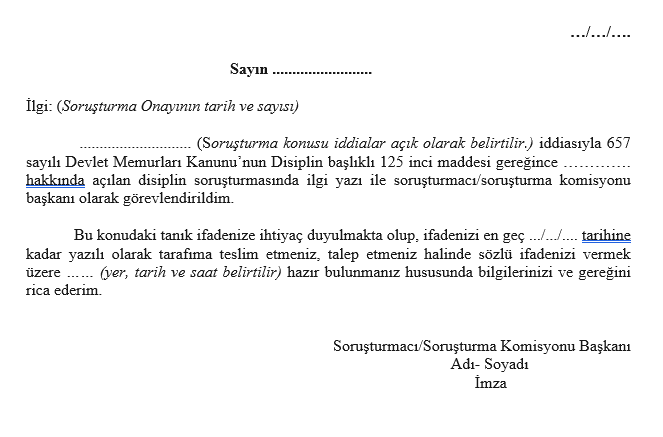 …/…/….
Sayın ..........................
İlgi: (Soruşturma Onayının tarih ve sayısı)
............................. (Soruşturma konusu iddialar açık olarak belirtilir.) iddiasıyla 657
sayılı Devlet Memurları Kanunu’nun Disiplin başlıklı 125 inci maddesi gereğince ………….
hakkında açılan disiplin soruşturmasında ilgi yazı ile soruşturmacı/soruşturma komisyonu
başkanı olarak görevlendirildim.
Bu konudaki tanık ifadenize ihtiyaç duyulmakta olup, ifadenizi en geç .../.../.... tarihine
kadar yazılı olarak tarafıma teslim etmeniz, talep etmeniz halinde sözlü ifadenizi vermek
üzere …… (yer, tarih ve saat belirtilir) hazır bulunmanız hususunda bilgilerinizi ve gereğini
rica ederim.
Soruşturmacı/Soruşturma Komisyonu Başkanı
Adı- Soyadı
İmza